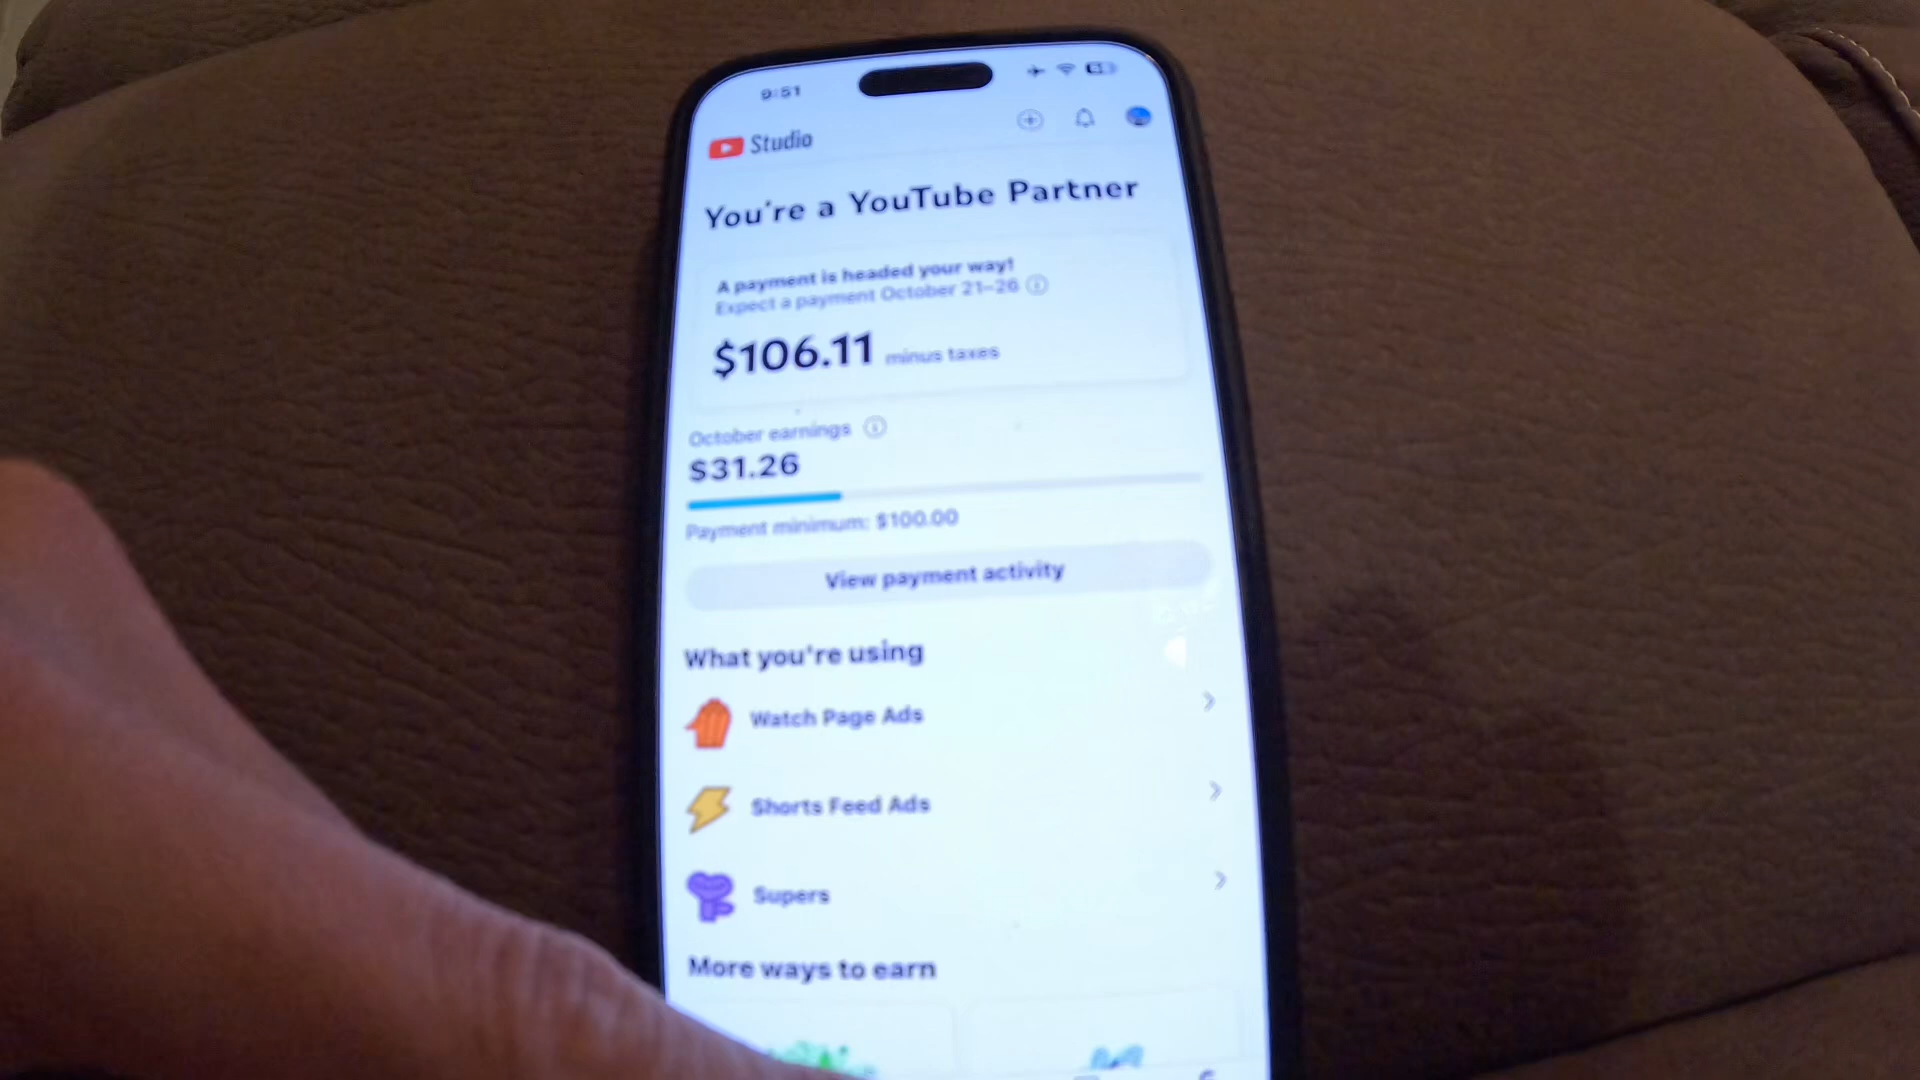 9:51
Studio
You're a YouTube Partner
A payment is headed your way!
Expect a payment October 21–26
$106.11 minus taxes
October earnings
$31.26
Payment minimum: $100.00
View payment activity
What you're using
Watch Page Ads
Shorts Feed Ads
Supers
More ways to earn